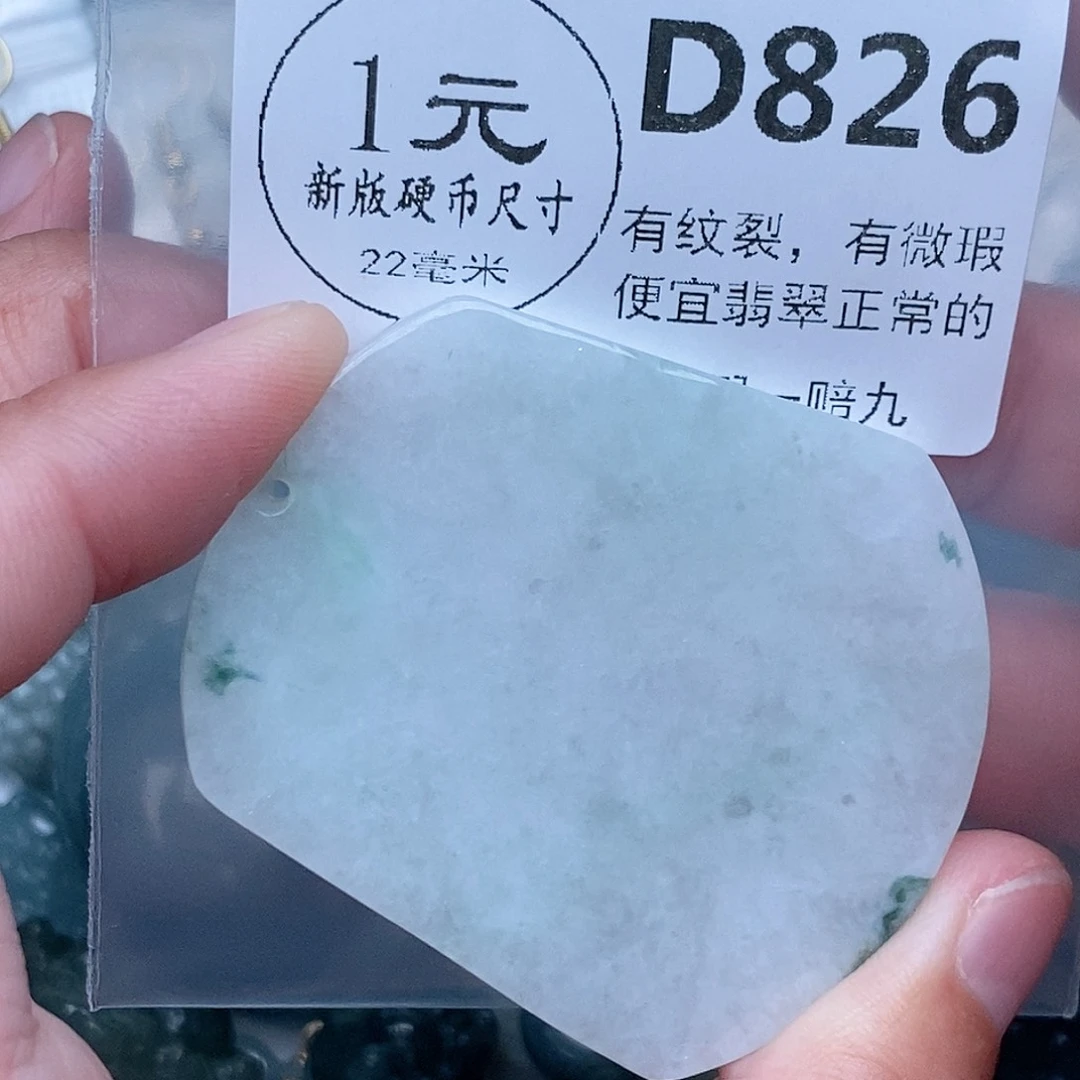 1元
新版硬币尺寸
22毫米
D826
有纹裂，有微瑕
便宜翡翠正常的
一赔九